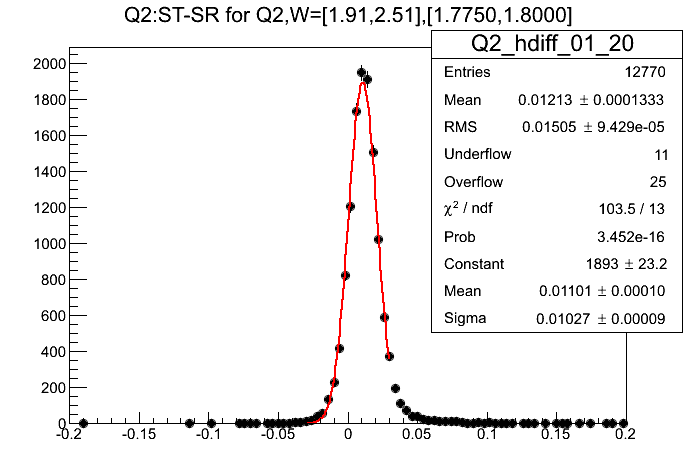 Q2:ST-SR for Q2,W=[1.91,2.51],[1.7750,1.8000]
Q2_hdiff_01_20
Entries 12770
Mean 0.01213 ± 0.0001333
RMS 0.01505 ± 9.429e-05
Underflow 11
Overflow 25
χ² / ndf 103.5 / 13
Prob 3.452e-16
Constant 1893 ± 23.2
Mean 0.01101 ± 0.00010
Sigma 0.01027 ± 0.00009
2000
1800
1600
1400
1200
1000
800
600
400
200
0
-0.2 -0.15 -0.1 -0.05 0 0.05 0.1 0.15 0.2